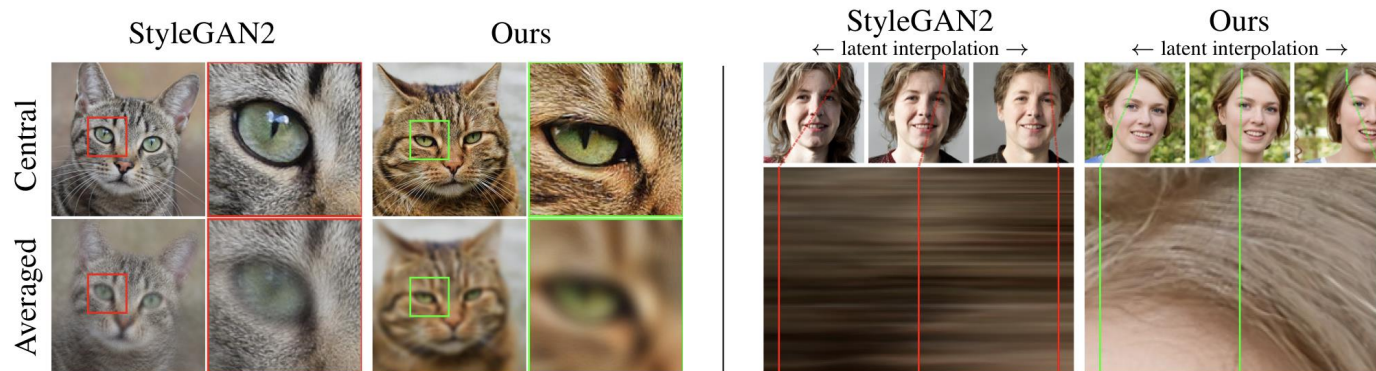 StyleGAN2
Ours
Central
Averaged
StyleGAN2
← latent interpolation →
Ours
← latent interpolation →